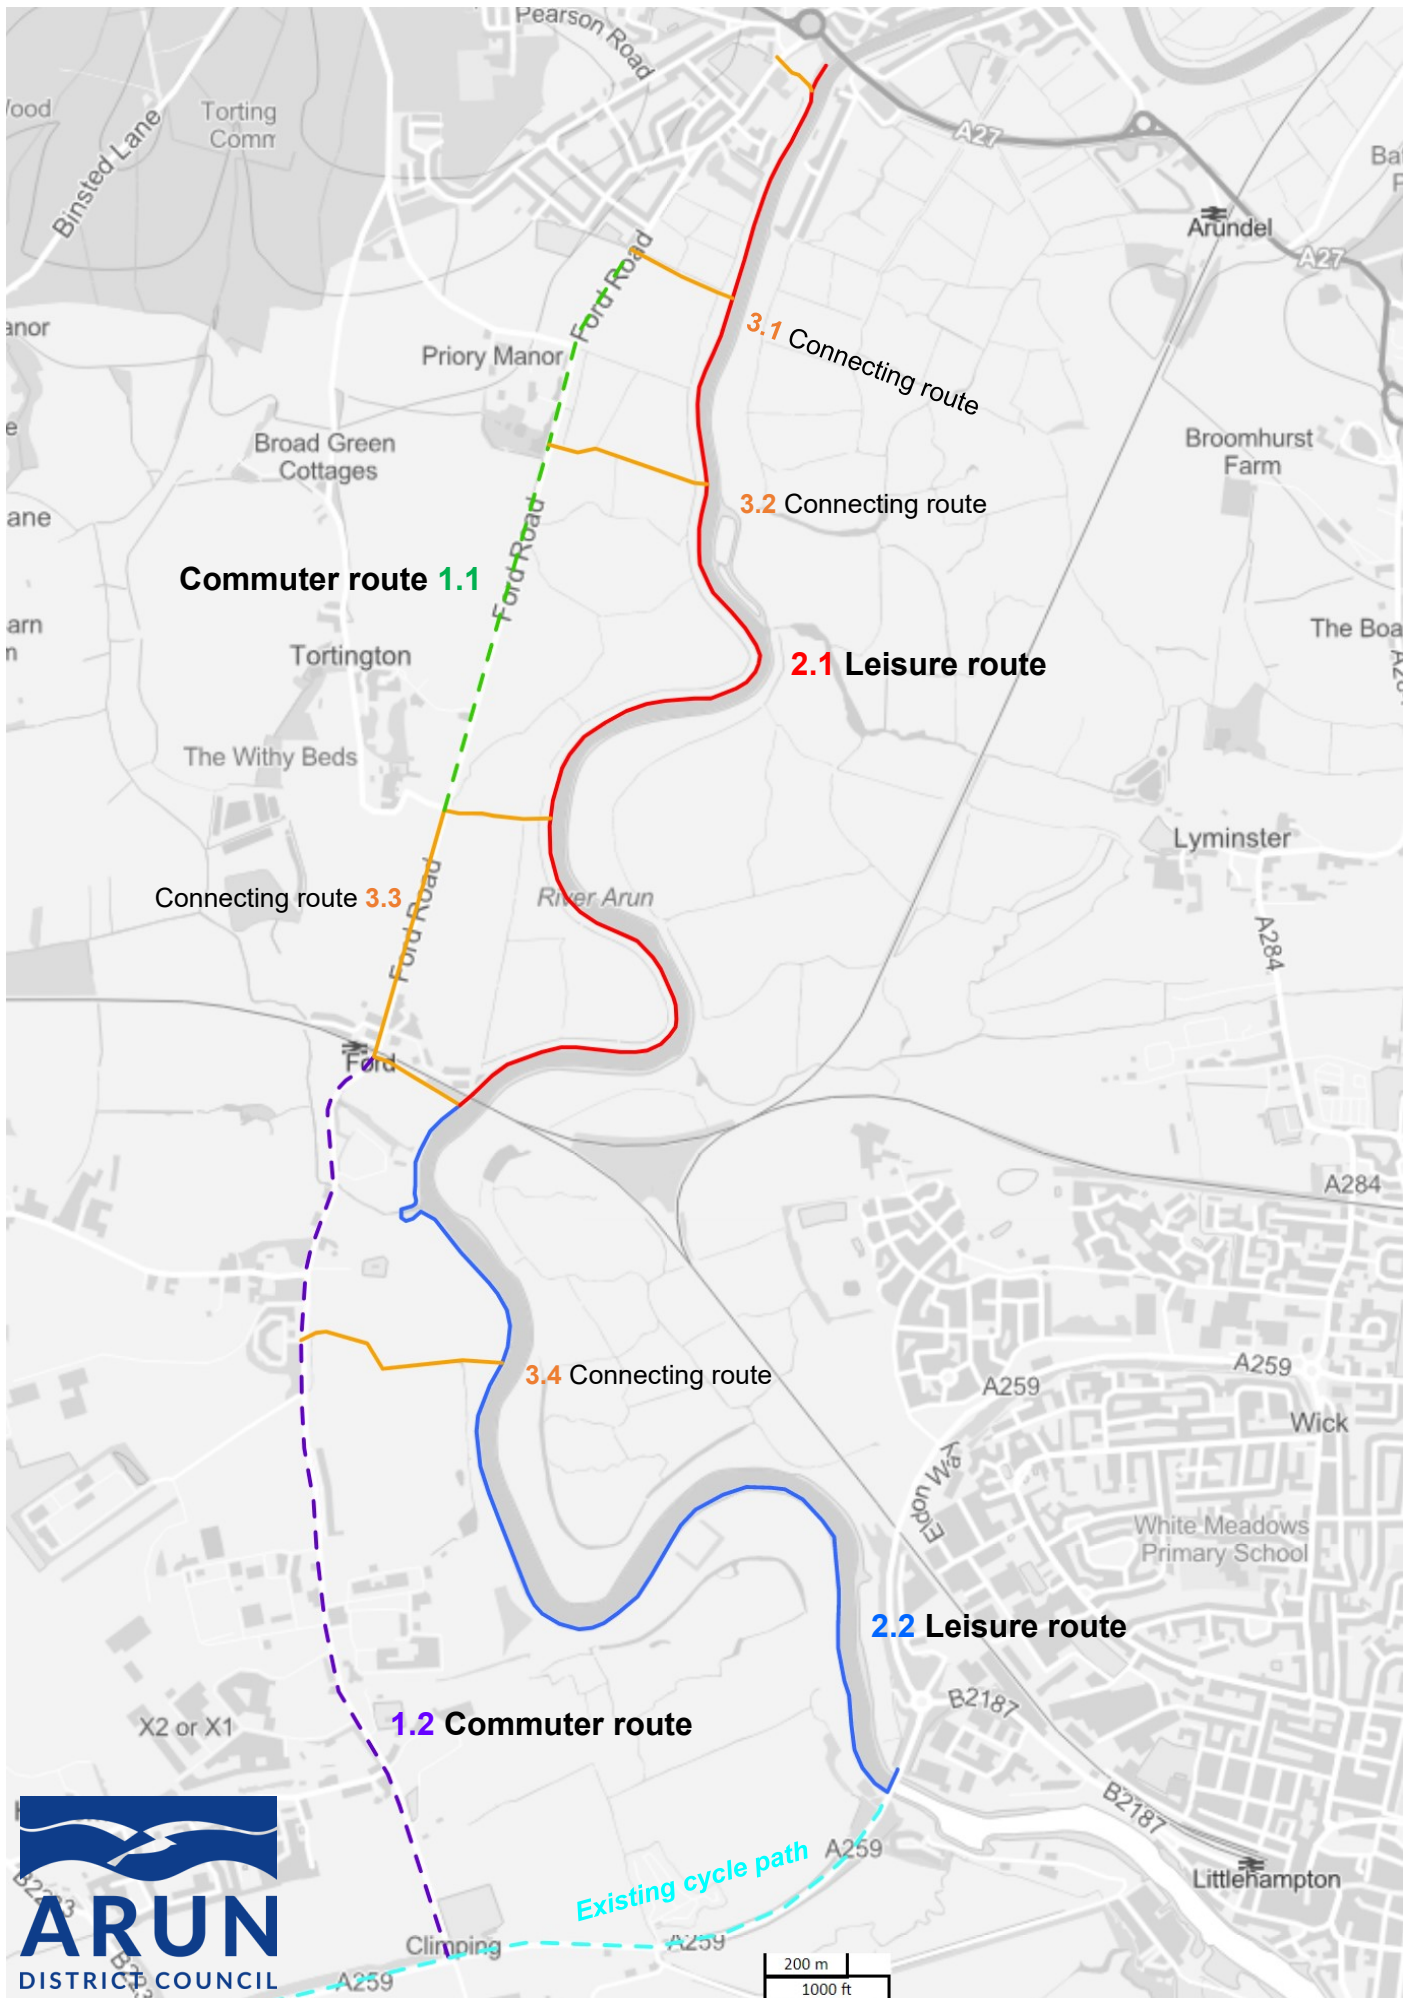 Pearson Road
Torting
Comm
Binsted Lane
A27
Arundel
A27
Ford Road
Priory Manor
3.1 Connecting route
Broad Green
Cottages
Broomhurst
Farm
ane
3.2 Connecting route
Ford Road
Commuter route 1.1
arn
The Boa
Tortington
2.1 Leisure route
The Withy Beds
Lyminster
Connecting route 3.3
Ford Road
River Arun
A284
Ford
A284
3.4 Connecting route
A259
A259
Wick
Eldon Way
White Meadows
Primary School
2.2 Leisure route
B2187
1.2 Commuter route
X2 or X1
B2187
A259
Existing cycle path
Littlehampton
ARUN
DISTRICT COUNCIL
Climping
A259
A259
200 m
1000 ft